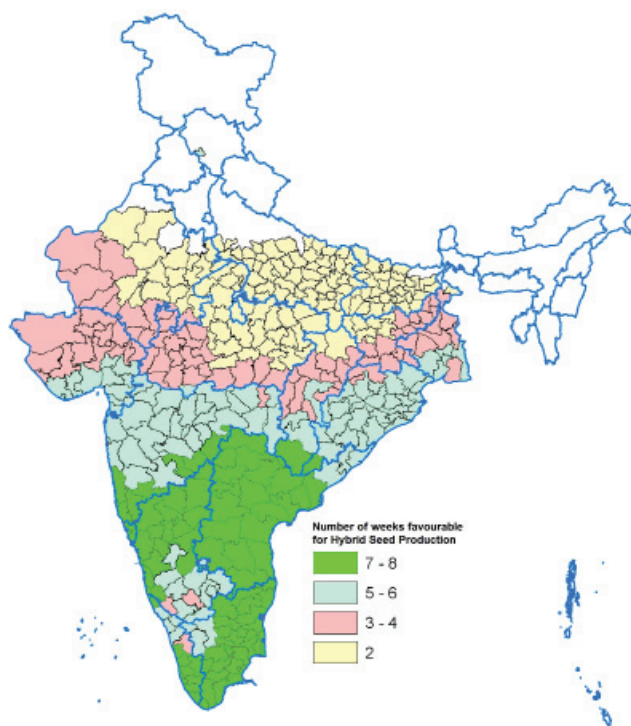 Number of weeks favourable
for Hybrid Seed Production
7 - 8
5 - 6
3 - 4
2